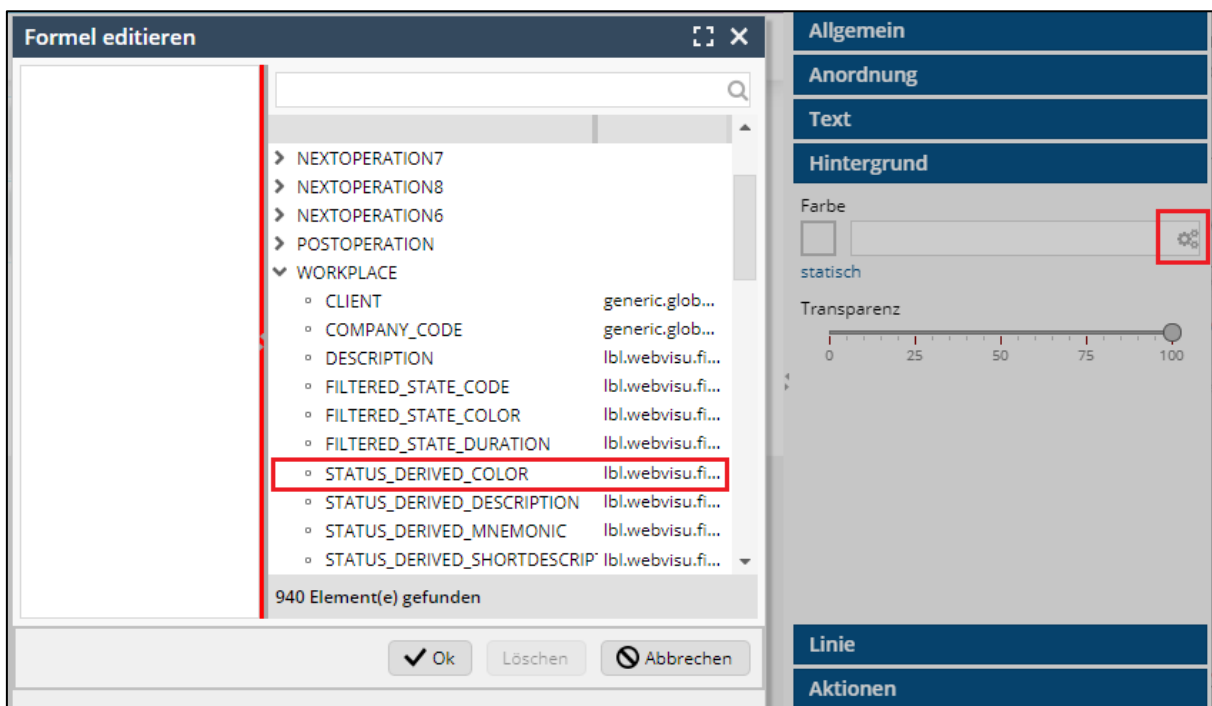 Formel editieren
NEXTOPERATION7
NEXTOPERATION8
NEXTOPERATION6
POSTOPERATION
WORKPLACE
CLIENT generic.glob...
COMPANY_CODE generic.glob...
DESCRIPTION lbl.webvisu.fi...
FILTERED_STATE_CODE lbl.webvisu.fi...
FILTERED_STATE_COLOR lbl.webvisu.fi...
FILTERED_STATE_DURATION lbl.webvisu.fi...
STATUS_DERIVED_COLOR lbl.webvisu.fi...
STATUS_DERIVED_DESCRIPTION lbl.webvisu.fi...
STATUS_DERIVED_MNEMONIC lbl.webvisu.fi...
STATUS_DERIVED_SHORTDESCRIP lbl.webvisu.fi...
940 Element(e) gefunden
Ok Löschen Abbrechen
Allgemein
Anordnung
Text
Hintergrund
Farbe
statisch
Transparenz
0 25 50 75 100
Linie
Aktionen